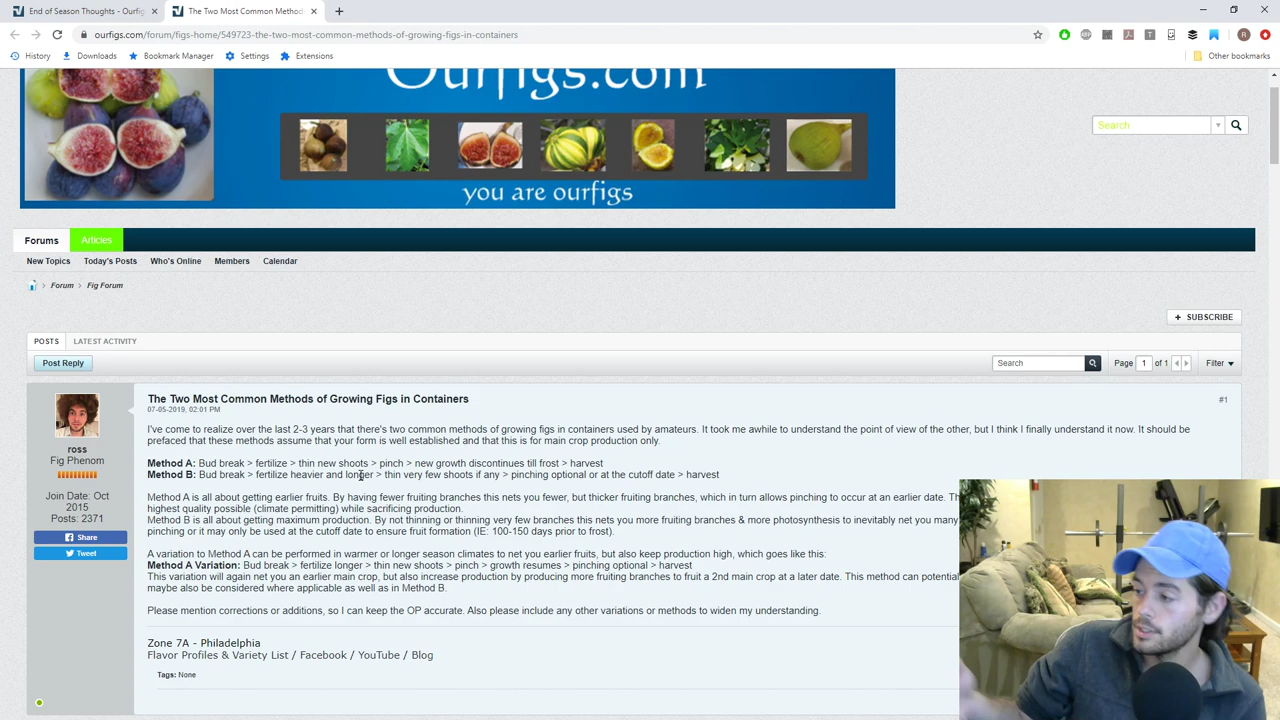 End of Season Thoughts - Ourfig
The Two Most Common Method
ourfigs.com/forum/figs-home/549723-the-two-most-common-methods-of-growing-figs-in-containers
History
Downloads
Bookmark Manager
Settings
Extensions
Other bookmarks
Ourfigs.com
you are ourfigs
Search
Forums
Articles
New Topics
Today's Posts
Who's Online
Members
Calendar
Forum
Fig Forum
+ SUBSCRIBE
POSTS
LATEST ACTIVITY
Post Reply
Search
Page 1 of 1
Filter
The Two Most Common Methods of Growing Figs in Containers
#1
07-05-2019, 02:01 PM
ross
Fig Phenom
Join Date: Oct
2015
Posts: 2371
Share
Tweet
I've come to realize over the last 2-3 years that there's two common methods of growing figs in containers used by amateurs. It took me awhile to understand the point of view of the other, but I think I finally understand it now. It should be
prefaced that these methods assume that your form is well established and that this is for main crop production only.
Method A: Bud break > fertilize > thin new shoots > pinch > new growth discontinues till frost > harvest
Method B: Bud break > fertilize heavier and longer > thin very few shoots if any > pinching optional or at the cutoff date > harvest
Method A is all about getting earlier fruits. By having fewer fruiting branches this nets you fewer, but thicker fruiting branches, which in turn allows pinching to occur at an earlier date.
highest quality possible (climate permitting) while sacrificing production.
Method B is all about getting maximum production. By not thinning or thinning very few branches this nets you more fruiting branches & more photosynthesis to inevitably net you many
pinching or it may only be used at the cutoff date to ensure fruit formation (IE: 100-150 days prior to frost).
A variation to Method A can be performed in warmer or longer season climates to net you earlier fruits, but also keep production high, which goes like this:
Method A Variation: Bud break > fertilize longer > thin new shoots > pinch > growth resumes > pinching optional > harvest
This variation will again net you an earlier main crop, but also increase production by producing more fruiting branches to fruit a 2nd main crop at a later date. This method can potential
maybe also be considered where applicable as well as in Method B.
Please mention corrections or additions, so I can keep the OP accurate. Also please include any other variations or methods to widen my understanding.
Zone 7A - Philadelphia
Flavor Profiles & Variety List / Facebook / YouTube / Blog
Tags: None